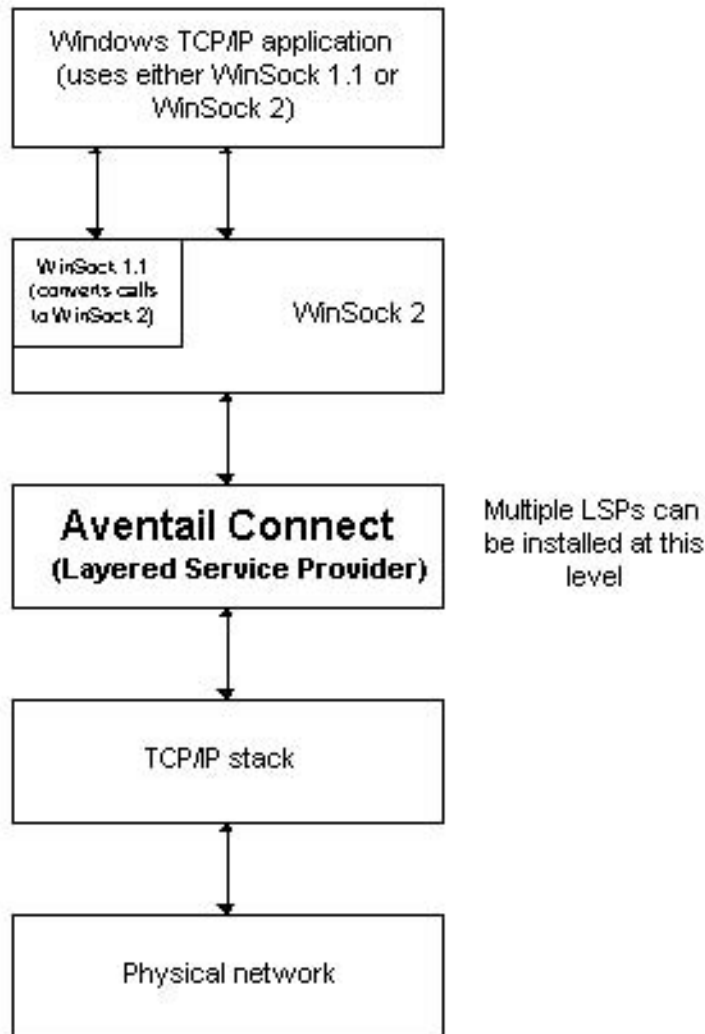 Windows TCP/IP application
(uses either WinSock 1.1 or
WinSock 2)
WinSock 1.1
(converts calls
to WinSock 2)
WinSock 2
Aventail Connect
(Layered Service Provider)
Multiple LSPs can
be installed at this
level
TCP/IP stack
Physical network